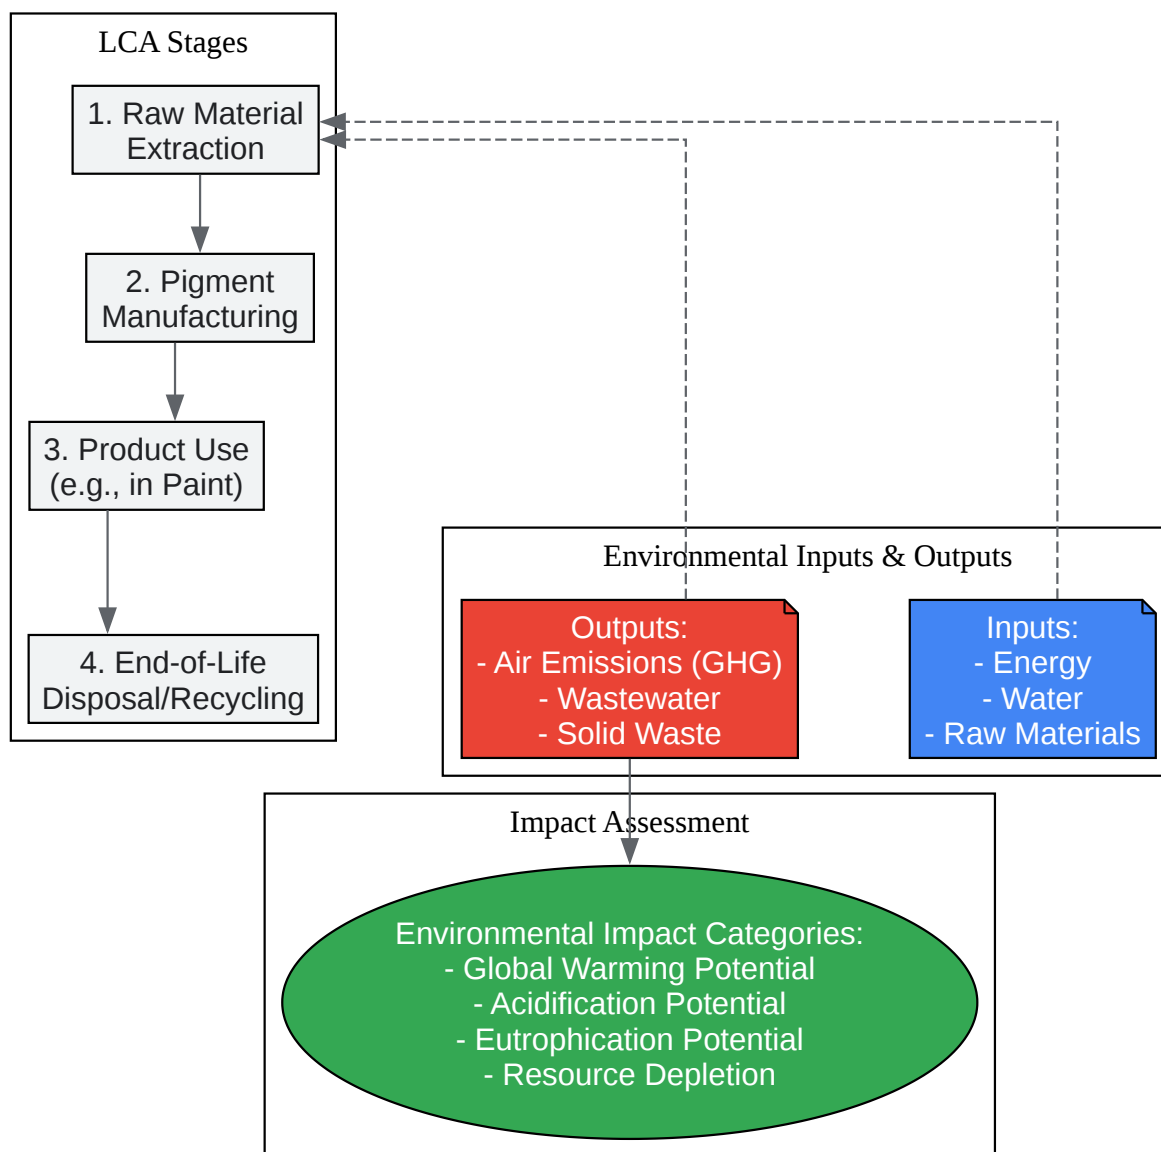 LCA Stages
1. Raw Material
Extraction
2. Pigment
Manufacturing
3. Product Use
(e.g., in Paint)
4. End-of-Life
Disposal/Recycling
Environmental Inputs & Outputs
Outputs:
- Air Emissions (GHG)
- Wastewater
- Solid Waste
Inputs:
- Energy
- Water
- Raw Materials
Impact Assessment
Environmental Impact Categories:
- Global Warming Potential
- Acidification Potential
- Eutrophication Potential
- Resource Depletion